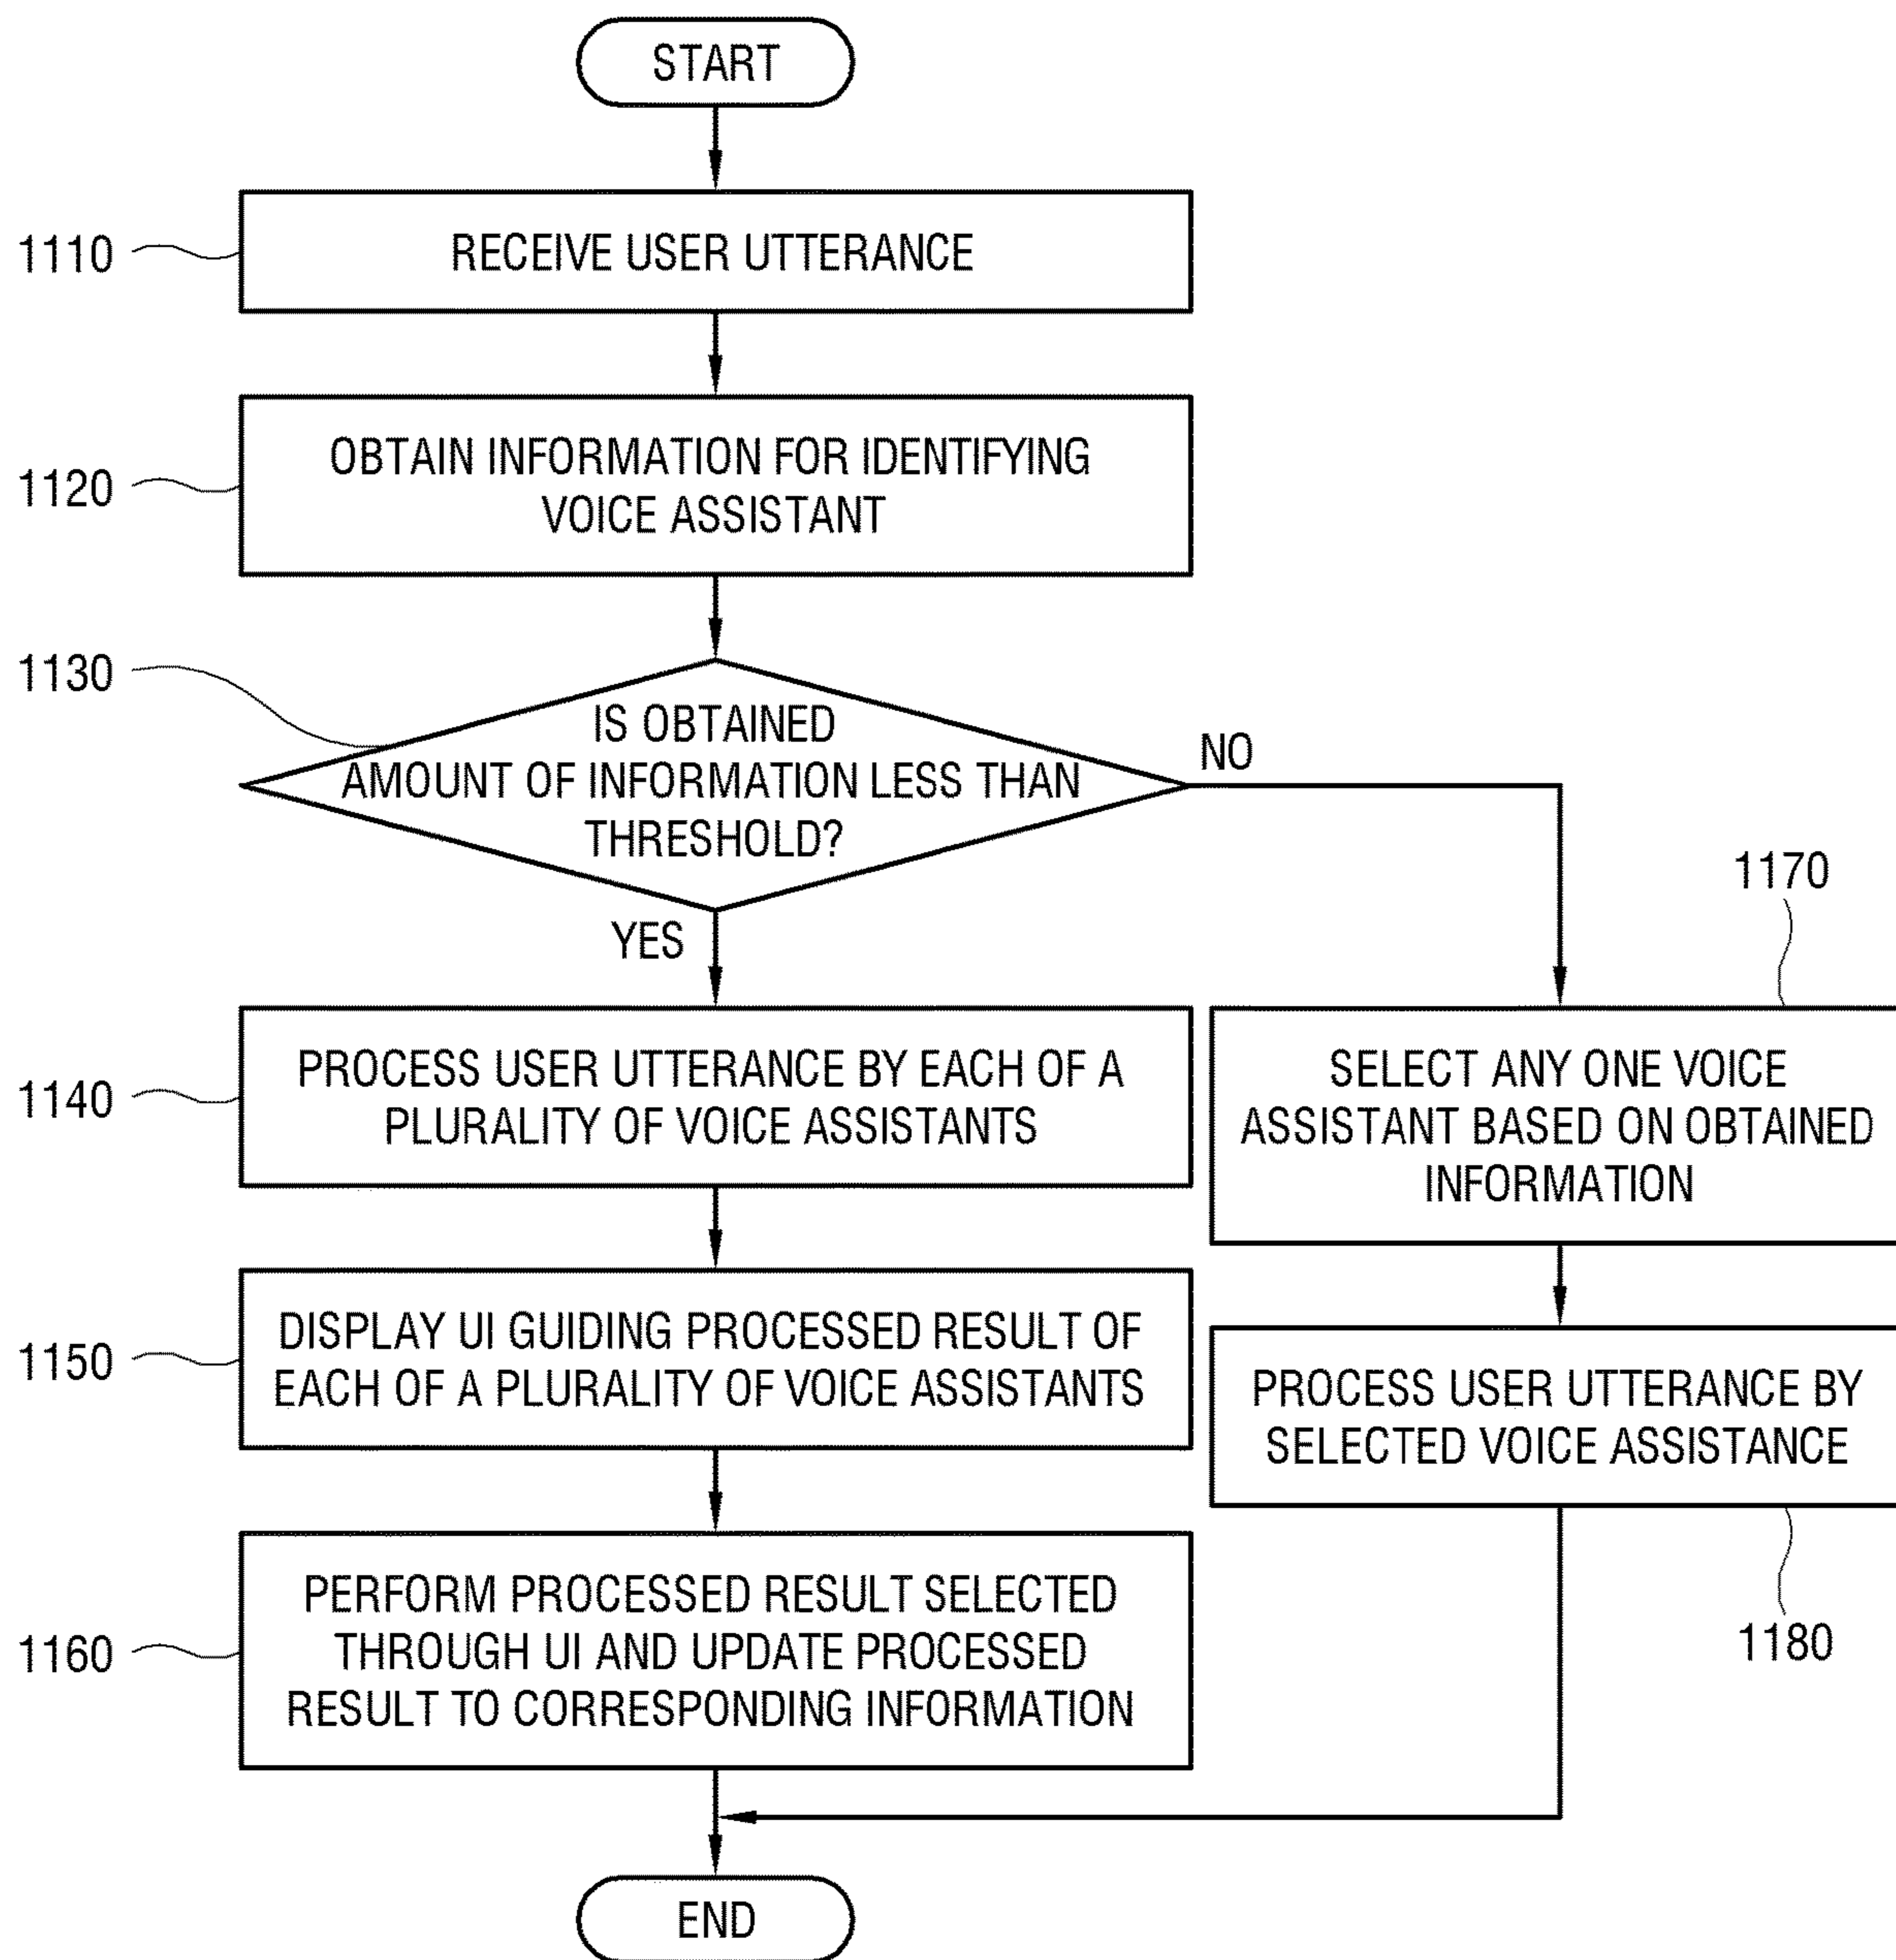 START
1110
RECEIVE USER UTTERANCE
1120
OBTAIN INFORMATION FOR IDENTIFYING
VOICE ASSISTANT
1130
IS OBTAINED
AMOUNT OF INFORMATION LESS THAN
THRESHOLD?
NO
YES
1140
PROCESS USER UTTERANCE BY EACH OF A
PLURALITY OF VOICE ASSISTANTS
1150
DISPLAY UI GUIDING PROCESSED RESULT OF
EACH OF A PLURALITY OF VOICE ASSISTANTS
1160
PERFORM PROCESSED RESULT SELECTED
THROUGH UI AND UPDATE PROCESSED
RESULT TO CORRESPONDING INFORMATION
1170
SELECT ANY ONE VOICE
ASSISTANT BASED ON OBTAINED
INFORMATION
PROCESS USER UTTERANCE BY
SELECTED VOICE ASSISTANCE
1180
END